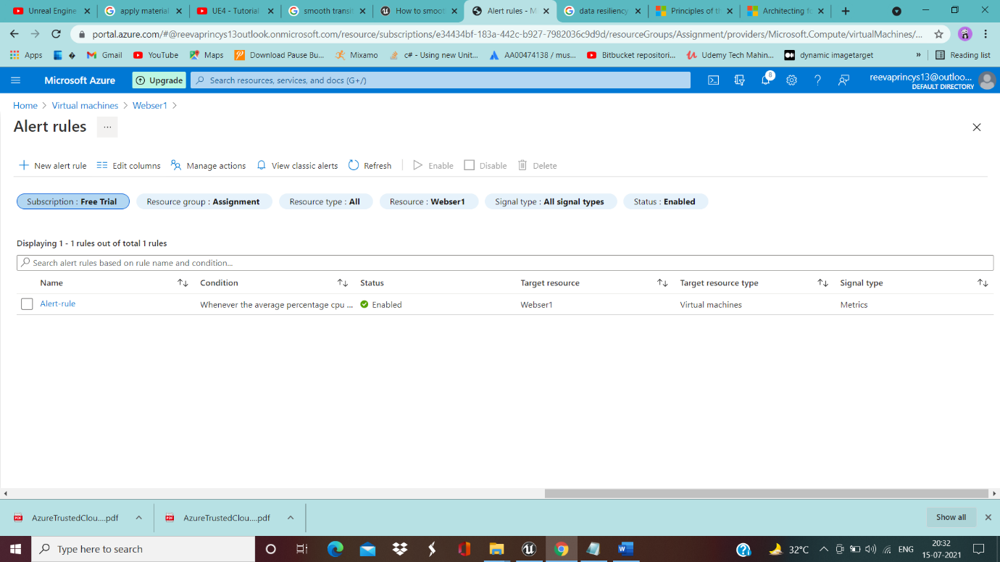 Unreal Engine
apply material
UE4 - Tutorial
smooth transit
How to smoot
Alert rules - M
data resiliency
Principles of th
Architecting fo
portal.azure.com/#@reevaprincys13outlook.onmicrosoft.com/resource/subscriptions/e34434bf-183a-442c-b927-7982036c9d9d/resourceGroups/Assignment/providers/Microsoft.Compute/virtualMachines/...
Apps
Gmail
YouTube
Maps
Download Pause Bu...
Mixamo
c# - Using new Unit...
AA00474138 / mus...
Bitbucket repositori...
Udemy Tech Mahin...
dynamic imagetarget
»
Reading list
Microsoft Azure
Upgrade
Search resources, services, and docs (G+/)
8
reevaprincys13@outloo...
DEFAULT DIRECTORY
Home > Virtual machines > Webser1 >
Alert rules
...
New alert rule
Edit columns
Manage actions
View classic alerts
Refresh
Enable
Disable
Delete
Subscription : Free Trial
Resource group : Assignment
Resource type : All
Resource : Webser1
Signal type : All signal types
Status : Enabled
Displaying 1 - 1 rules out of total 1 rules
Search alert rules based on rule name and condition...
Name
Condition
Status
Target resource
Target resource type
Signal type
Alert-rule
Whenever the average percentage cpu ...
Enabled
Webser1
Virtual machines
Metrics
AzureTrustedClou....pdf
AzureTrustedClou....pdf
Show all
Type here to search
32°C
ENG
20:32
15-07-2021